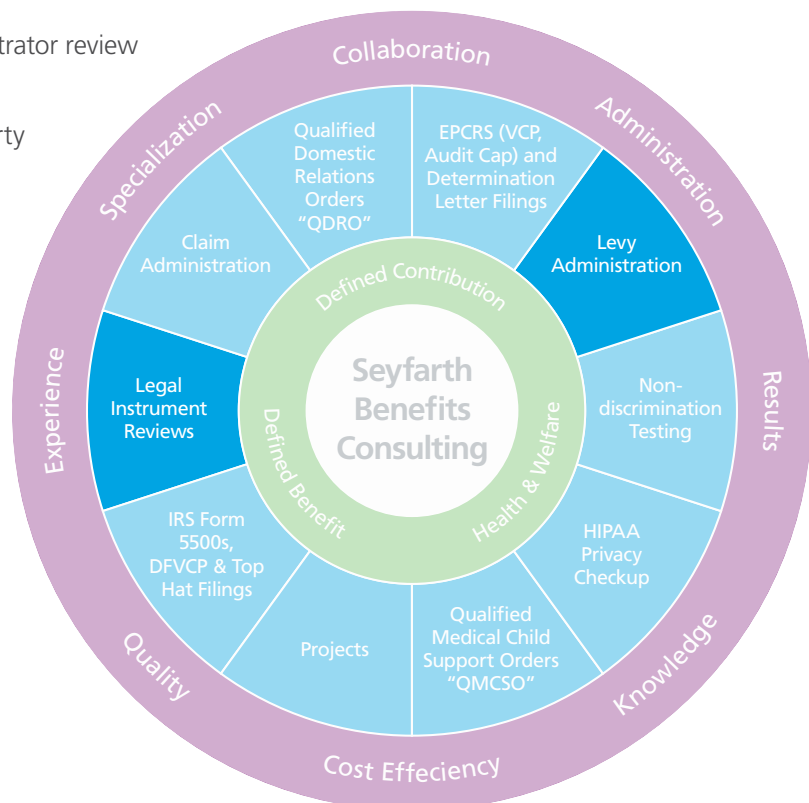 trator review
rty
Collaboration
Administration
Results
Knowledge
Cost Effeciency
Quality
Experience
Specialization
Qualified
Domestic
Relations
Orders
“QDRO”
EPCRS (VCP,
Audit Cap) and
Determination
Letter Filings
Levy
Administration
Non-
discrimination
Testing
HIPAA
Privacy
Checkup
Qualified
Medical Child
Support Orders
“QMCSO”
Projects
IRS Form
5500s,
DFVCP & Top
Hat Filings
Legal
Instrument
Reviews
Claim
Administration
Defined Contribution
Health & Welfare
Defined Benefit
Seyfarth
Benefits
Consulting